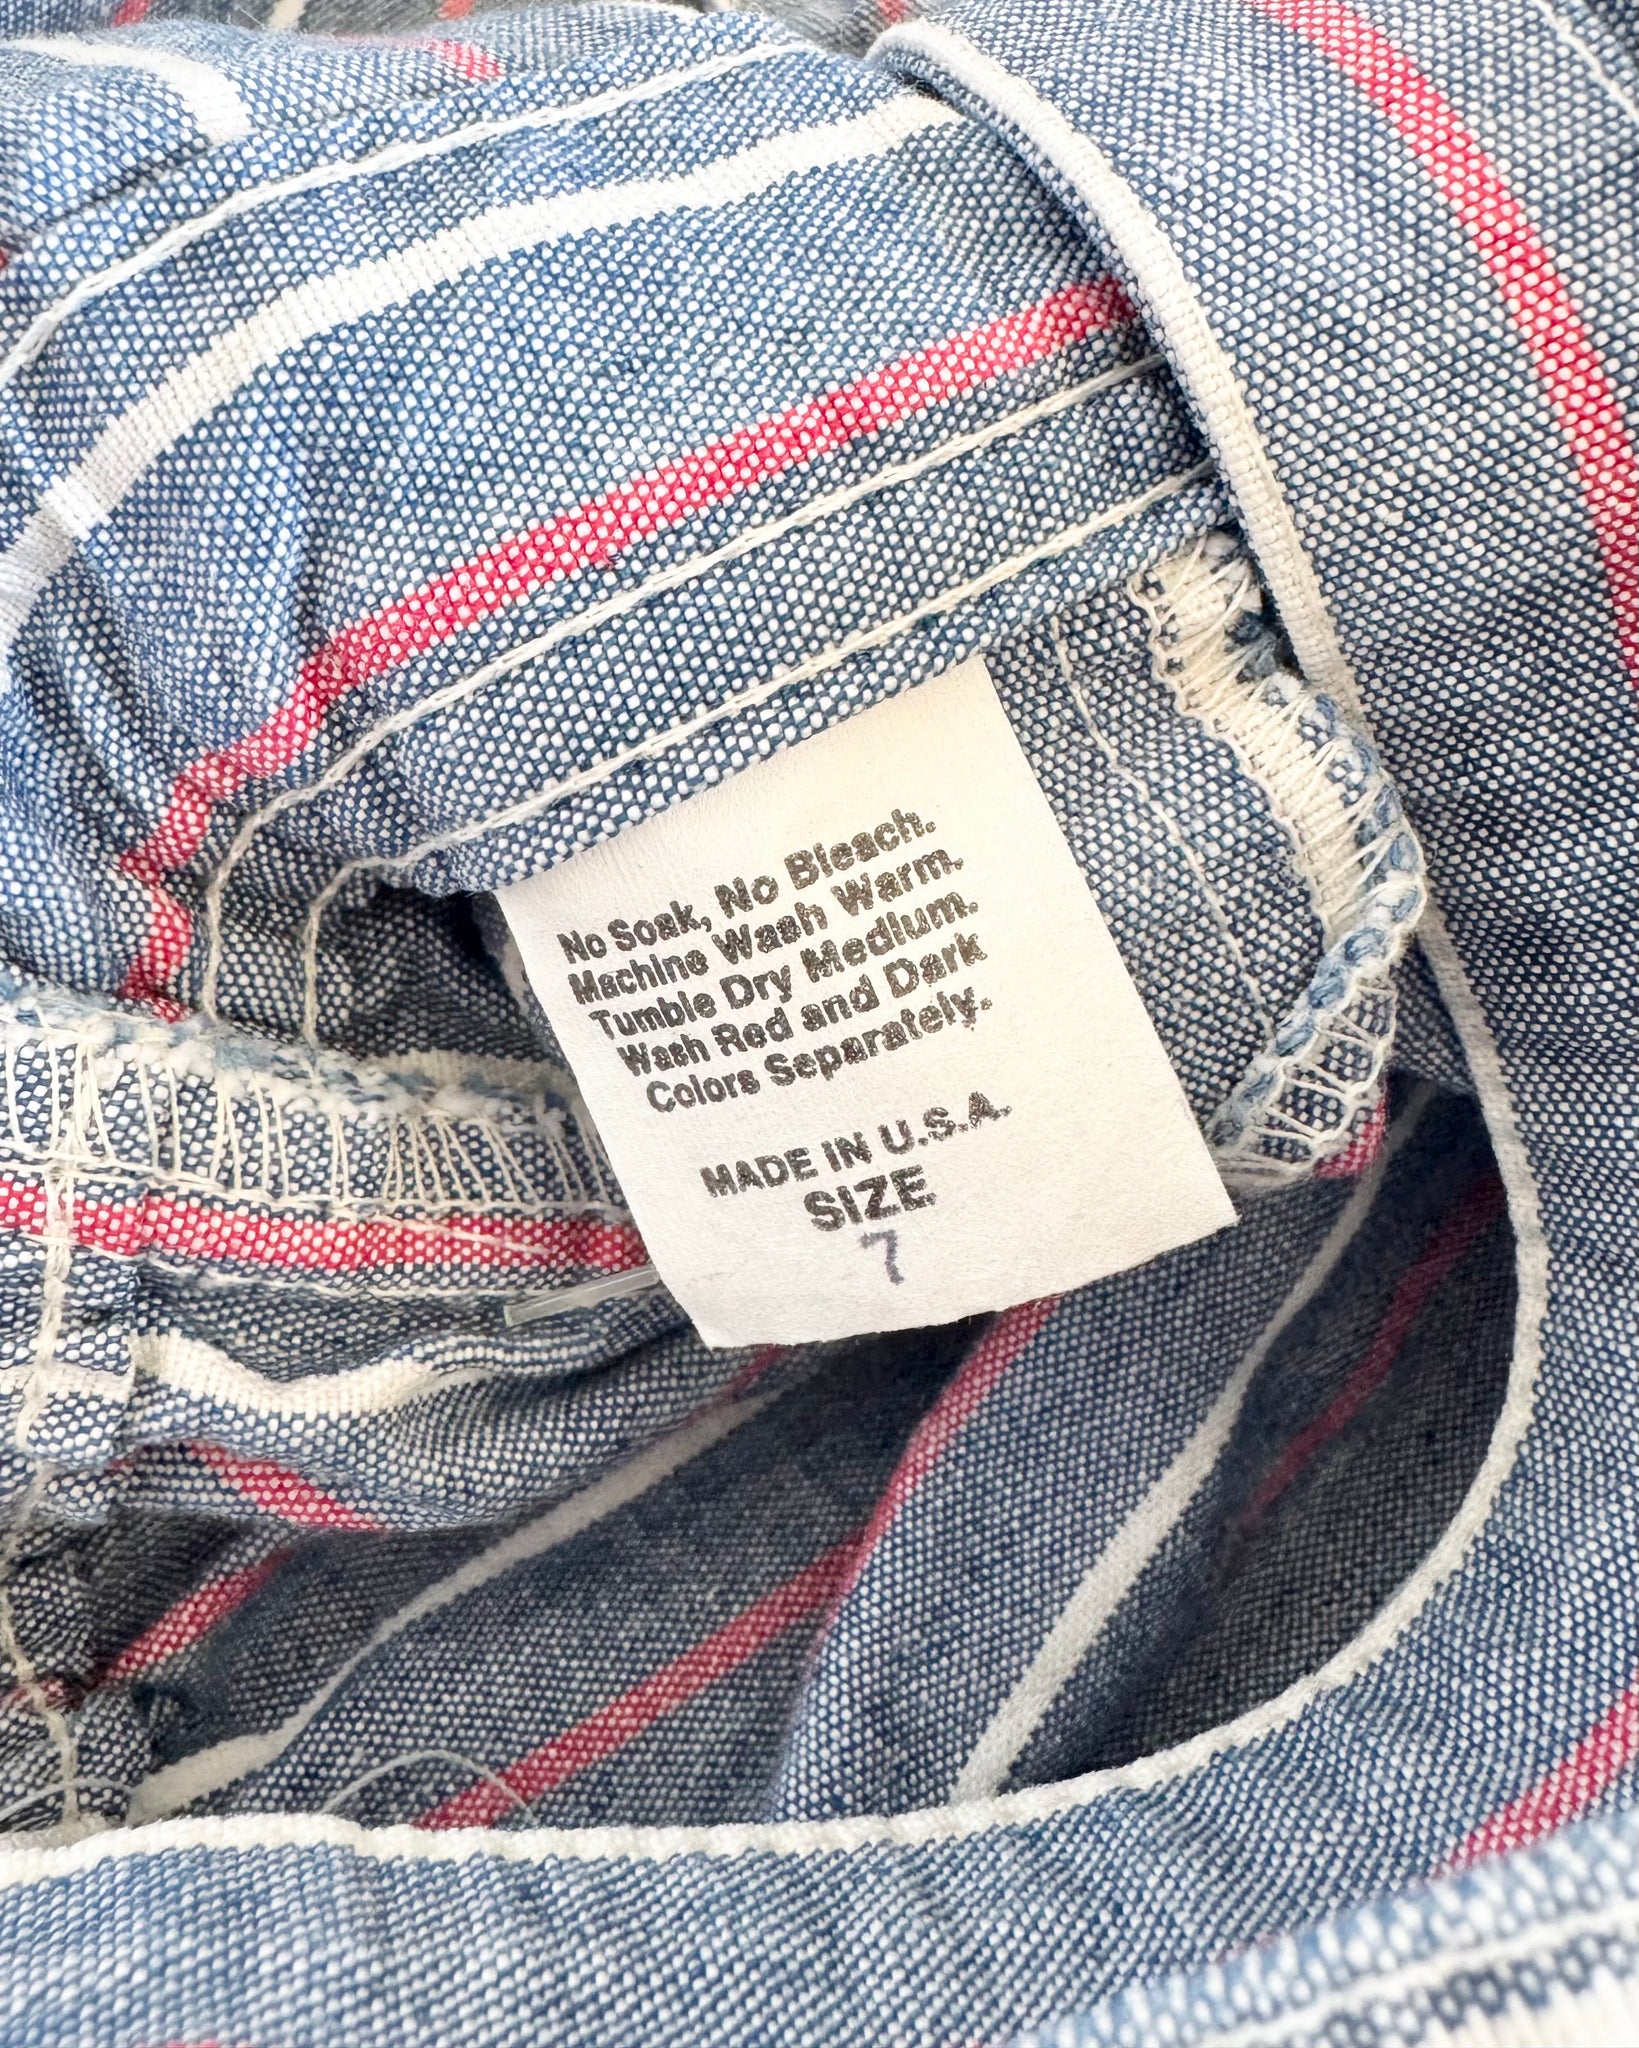 No Soak, No Bleach.
Machine Wash Warm.
Tumble Dry Medium.
Wash Red and Dark
Colors Separately.
MADE IN U.S.A.
SIZE
7